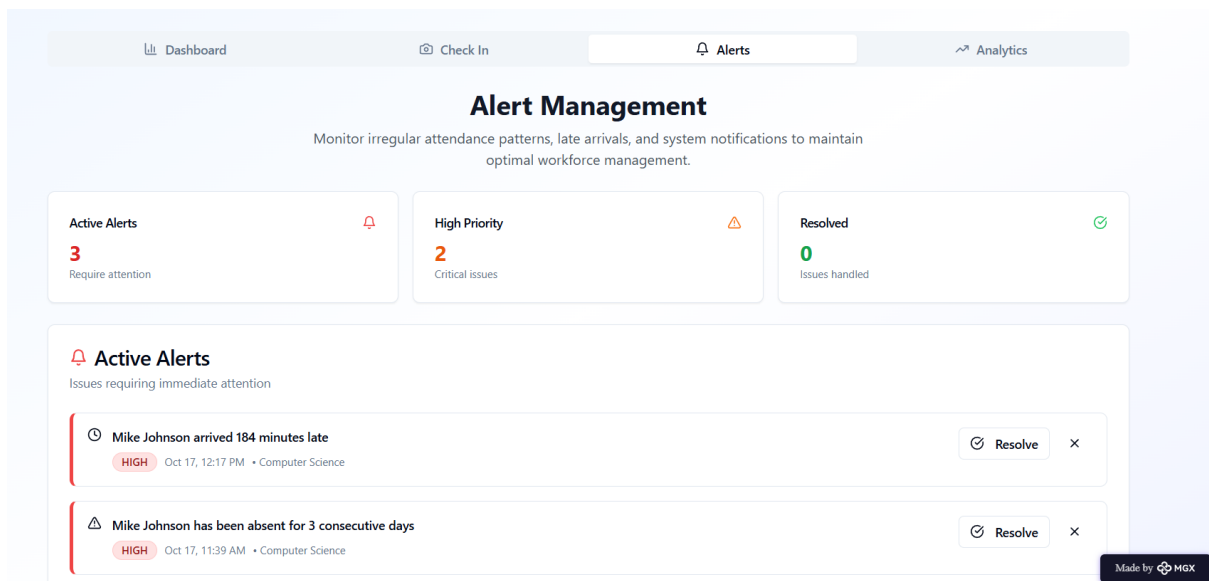 Dashboard
Check In
Alerts
Analytics
Alert Management
Monitor irregular attendance patterns, late arrivals, and system notifications to maintain
optimal workforce management.
Active Alerts
3
Require attention
High Priority
2
Critical issues
Resolved
0
Issues handled
Active Alerts
Issues requiring immediate attention
Mike Johnson arrived 184 minutes late
HIGH Oct 17, 12:17 PM • Computer Science
Resolve
Mike Johnson has been absent for 3 consecutive days
HIGH Oct 17, 11:39 AM • Computer Science
Resolve
Made by MGX